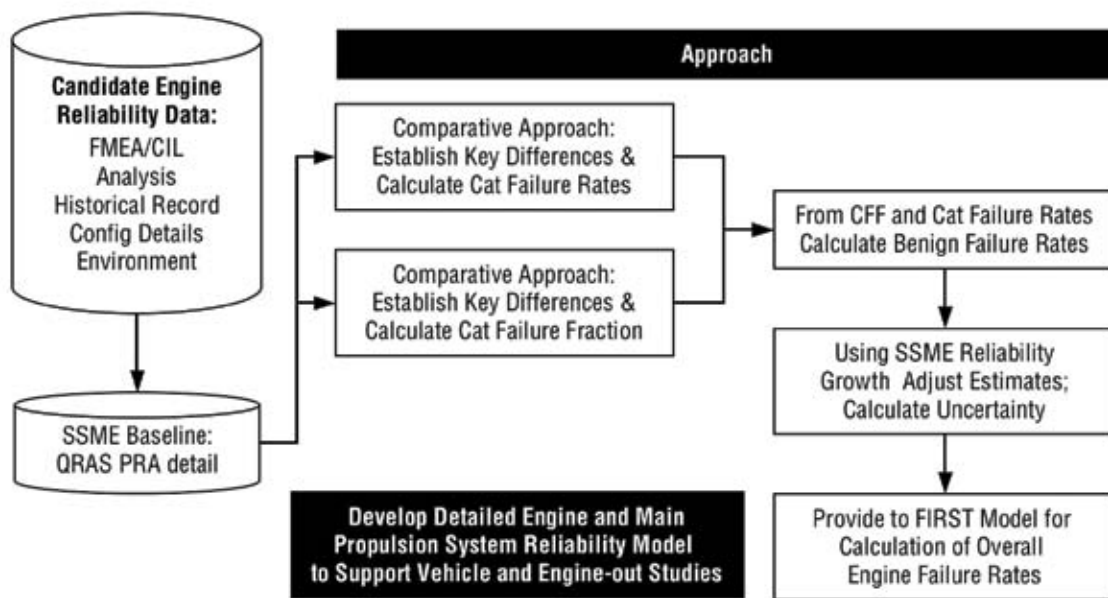 Candidate Engine
Reliability Data:
FMEA/CIL
Analysis
Historical Record
Config Details
Environment
SSME Baseline:
QRAS PRA detail
Approach
Comparative Approach:
Establish Key Differences &
Calculate Cat Failure Rates
Comparative Approach:
Establish Key Differences &
Calculate Cat Failure Fraction
From CFF and Cat Failure Rates
Calculate Benign Failure Rates
Using SSME Reliability
Growth Adjust Estimates;
Calculate Uncertainty
Provide to FIRST Model for
Calculation of Overall
Engine Failure Rates
Develop Detailed Engine and Main
Propulsion System Reliability Model
to Support Vehicle and Engine-out Studies